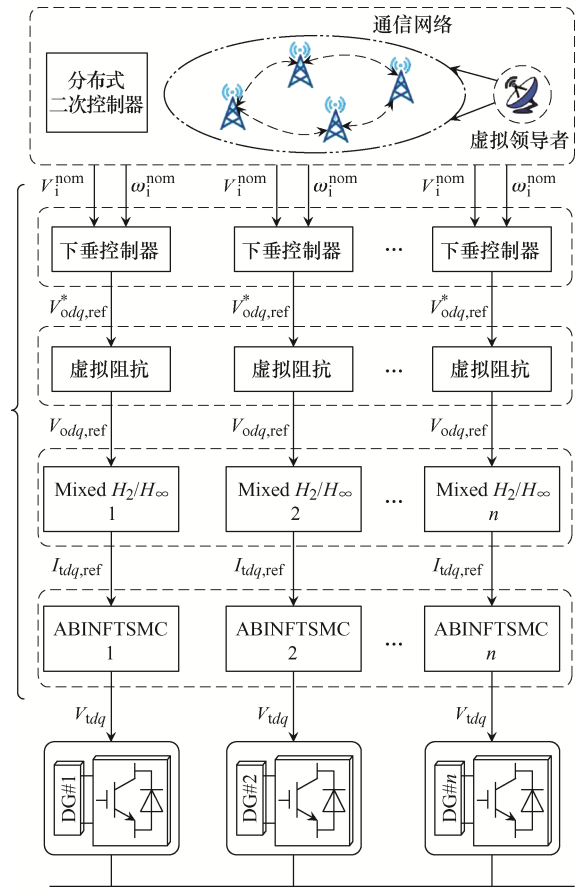 通信网络
分布式
二次控制器
虚拟领导者
V_i^nom ω_i^nom V_i^nom ω_i^nom V_i^nom ω_i^nom
下垂控制器 下垂控制器 … 下垂控制器
V*_odq,ref V*_odq,ref V*_odq,ref
虚拟阻抗 虚拟阻抗 … 虚拟阻抗
V_odq,ref V_odq,ref V_odq,ref
Mixed H2/H∞ Mixed H2/H∞ … Mixed H2/H∞
1 2 n
I_tdq,ref I_tdq,ref I_tdq,ref
ABINFTSMC ABINFTSMC … ABINFTSMC
1 2 n
V_tdq V_tdq V_tdq
DG#1 DG#2 DG#n